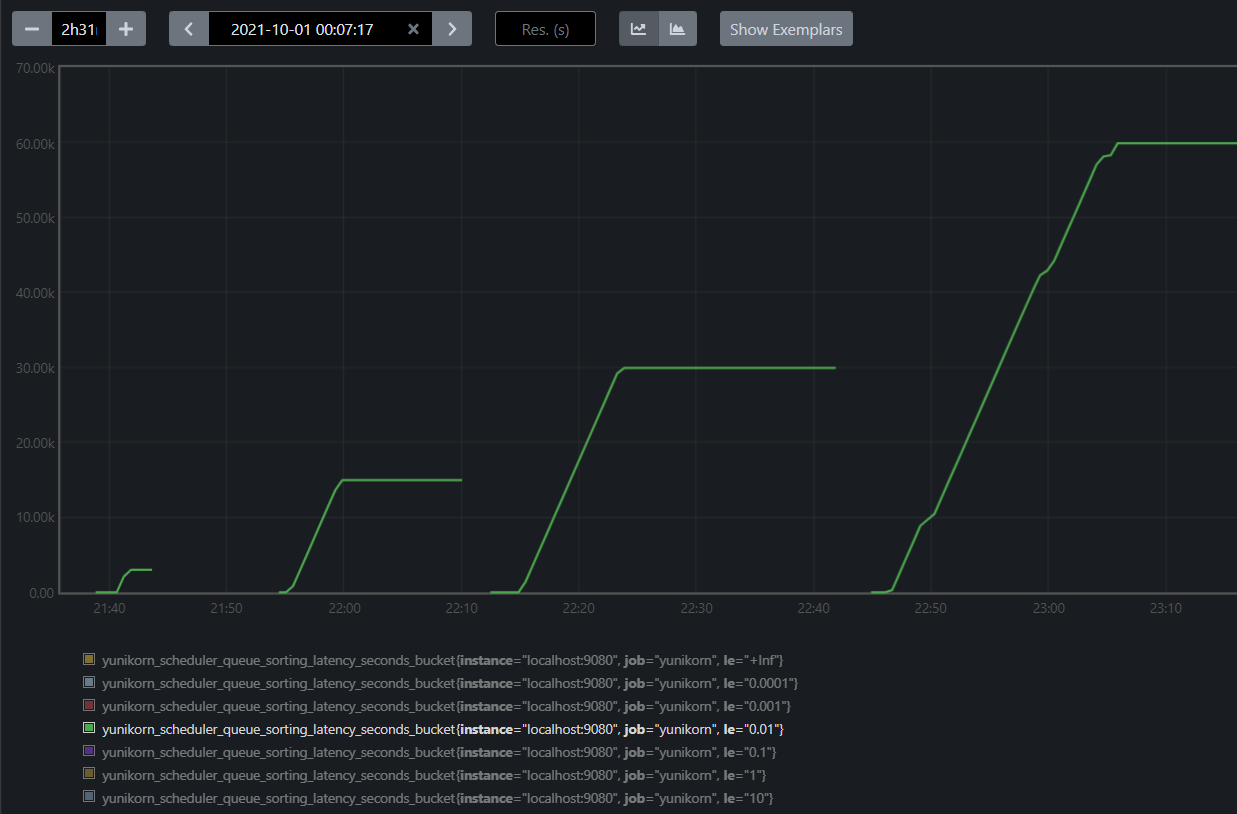 2h31
2021-10-01 00:07:17
Res. (s)
Show Exemplars
70.00k
60.00k
50.00k
40.00k
30.00k
20.00k
10.00k
0.00
21:40 21:50 22:00 22:10 22:20 22:30 22:40 22:50 23:00 23:10
yunikorn_scheduler_queue_sorting_latency_seconds_bucket{instance="localhost:9080", job="yunikorn", le="+Inf"}
yunikorn_scheduler_queue_sorting_latency_seconds_bucket{instance="localhost:9080", job="yunikorn", le="0.0001"}
yunikorn_scheduler_queue_sorting_latency_seconds_bucket{instance="localhost:9080", job="yunikorn", le="0.001"}
yunikorn_scheduler_queue_sorting_latency_seconds_bucket{instance="localhost:9080", job="yunikorn", le="0.01"}
yunikorn_scheduler_queue_sorting_latency_seconds_bucket{instance="localhost:9080", job="yunikorn", le="0.1"}
yunikorn_scheduler_queue_sorting_latency_seconds_bucket{instance="localhost:9080", job="yunikorn", le="1"}
yunikorn_scheduler_queue_sorting_latency_seconds_bucket{instance="localhost:9080", job="yunikorn", le="10"}